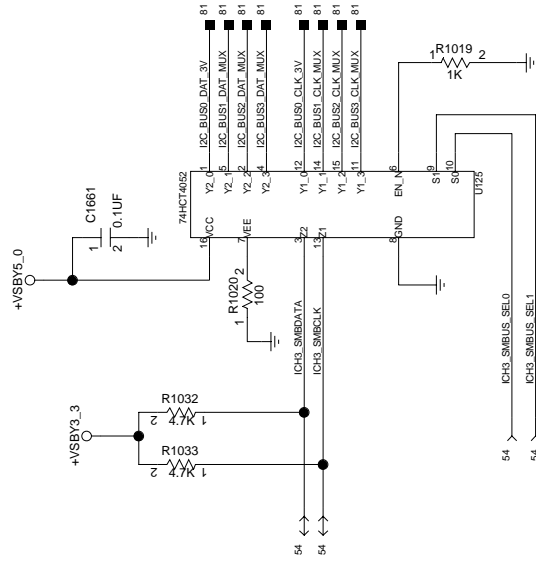 81
81
81
81
81
81
81
81
I2C_BUS0_DAT_3V
I2C_BUS1_DAT_MUX
I2C_BUS2_DAT_MUX
I2C_BUS3_DAT_MUX
I2C_BUS0_CLK_3V
I2C_BUS1_CLK_MUX
I2C_BUS2_CLK_MUX
I2C_BUS3_CLK_MUX
R1019
1
2
1K
1
5
2
4
12
14
15
11
6
9
10
Y2_0
Y2_1
Y2_2
Y2_3
Y1_0
Y1_1
Y1_2
Y1_3
EN_N
S1
S0
74HCT4052
U125
VCC
VEE
Z2
Z1
GND
16
7
3
13
8
C1661
0.1UF
1
2
+VSBY5_0
R1020
100
1
2
ICH3_SMBDATA
ICH3_SMBCLK
ICH3_SMBUS_SEL0
ICH3_SMBUS_SEL1
+VSBY3_3
R1032
2
4.7K
1
R1033
2
4.7K
1
54
54
54
54